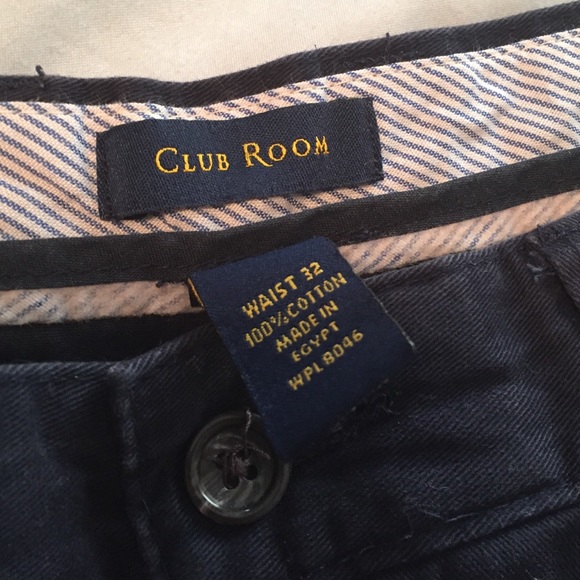 CLUB ROOM
WAIST 32
100% COTTON
MADE IN
EGYPT
WPL8046